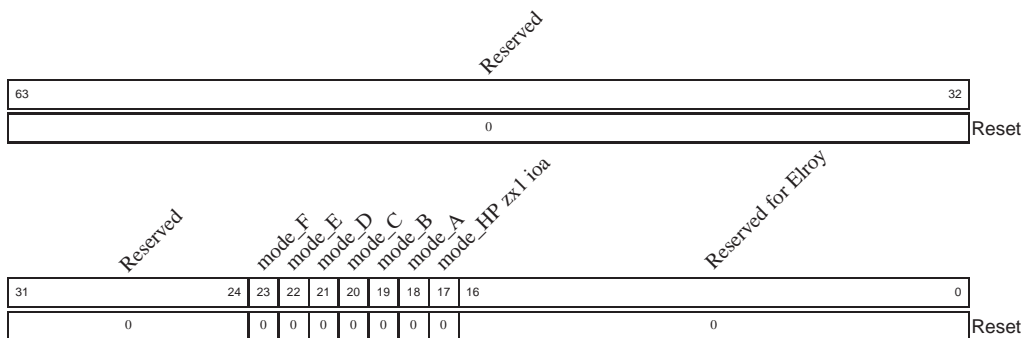 Reserved
63 32
0 Reset
Reserved mode_F mode_E mode_D mode_C mode_B mode_A mode_HP zx1 ioa Reserved for Elroy
31 24 23 22 21 20 19 18 17 16 0
0 0 0 0 0 0 0 0 0 Reset